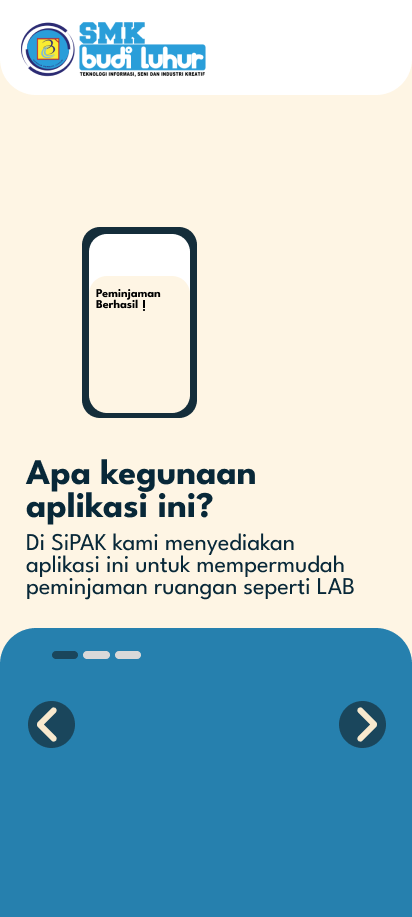 SMK
budi luhur
TEKNOLOGI INFORMASI, SENI DAN INDUSTRI KREATIF
Peminjaman
Berhasil !
Apa kegunaan
aplikasi ini?
Di SiPAK kami menyediakan
aplikasi ini untuk mempermudah
peminjaman ruangan seperti LAB